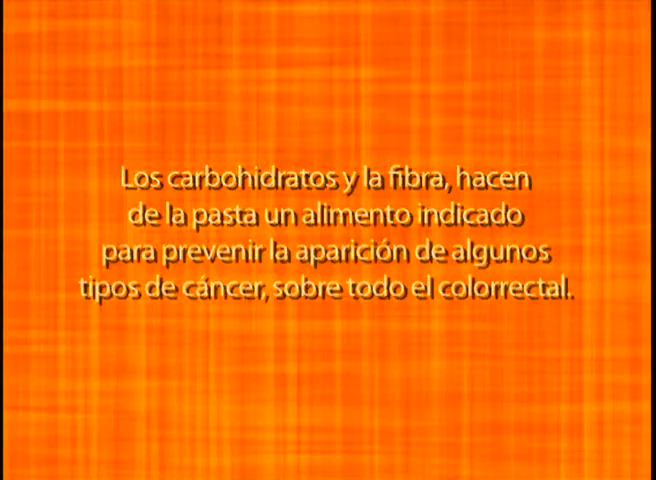 Los carbohidratos y la fibra, hacen
de la pasta un alimento indicado
para prevenir la aparición de algunos
tipos de cáncer, sobre todo el colorrectal.